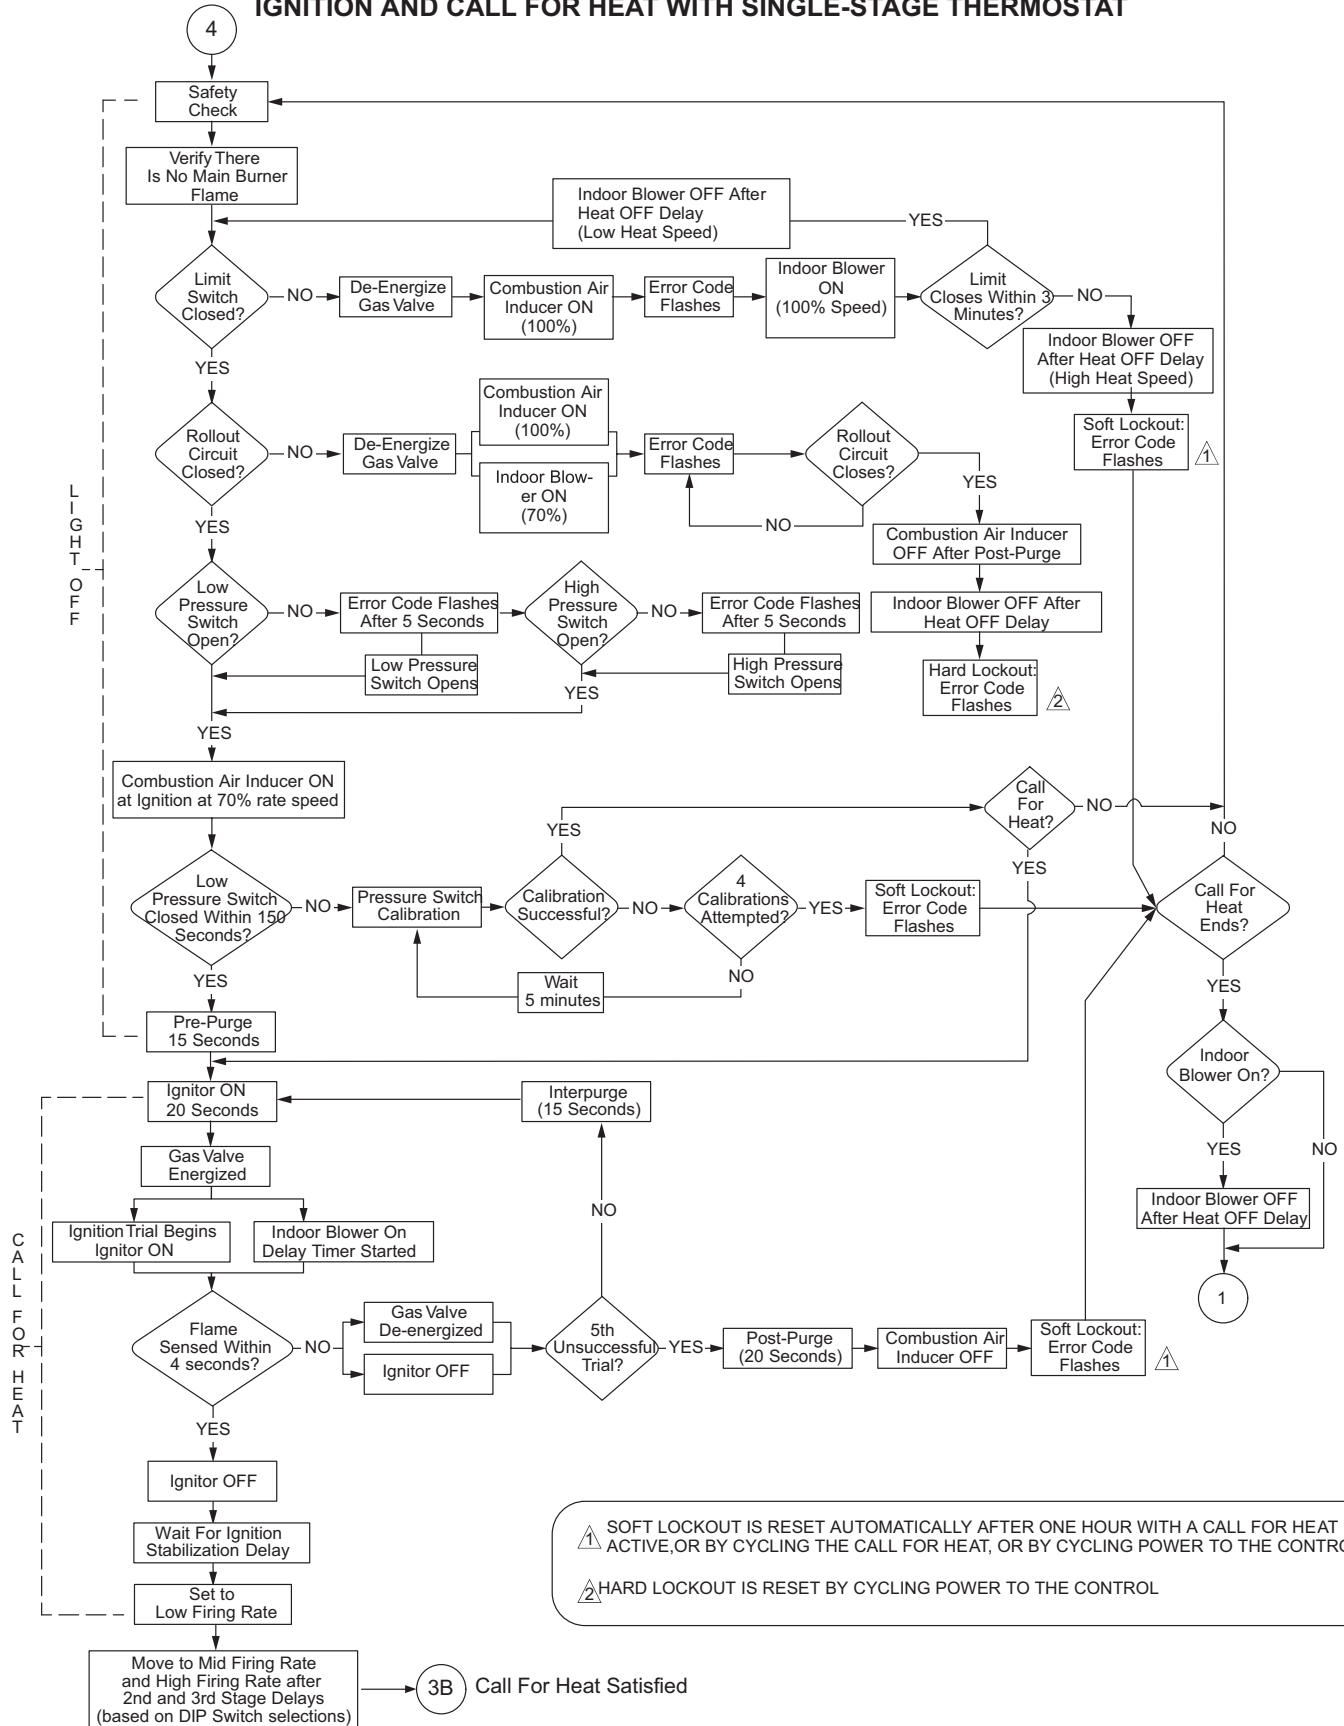 IGNITION AND CALL FOR HEAT WITH SINGLE-STAGE THERMOSTAT
4
Safety
Check
Verify There
Is No Main Burner
Flame
Indoor Blower OFF After
Heat OFF Delay
(Low Heat Speed)
YES
Limit
Switch
Closed?
NO
De-Energize
Gas Valve
Combustion Air
Inducer ON
(100%)
Error Code
Flashes
Indoor Blower
ON
(100% Speed)
Limit
Closes Within 3
Minutes?
NO
Indoor Blower OFF
After Heat OFF Delay
(High Heat Speed)
Soft Lockout:
Error Code
Flashes
1
YES
Rollout
Circuit
Closed?
NO
De-Energize
Gas Valve
Combustion Air
Inducer ON
(100%)
Indoor Blow-
er ON
(70%)
Error Code
Flashes
Rollout
Circuit
Closes?
NO
YES
Combustion Air Inducer
OFF After Post-Purge
Indoor Blower OFF After
Heat OFF Delay
Hard Lockout:
Error Code
Flashes
2
LIGHT OFF
YES
Low
Pressure
Switch
Open?
NO
Error Code Flashes
After 5 Seconds
Low Pressure
Switch Opens
High
Pressure
Switch
Open?
NO
Error Code Flashes
After 5 Seconds
High Pressure
Switch Opens
YES
YES
Combustion Air Inducer ON
at Ignition at 70% rate speed
Low
Pressure Switch
Closed Within 150
Seconds?
NO
Pressure Switch
Calibration
Calibration
Successful?
YES
NO
4
Calibrations
Attempted?
YES
NO
Wait
5 minutes
Soft Lockout:
Error Code
Flashes
Call
For
Heat?
NO
YES
NO
Call For
Heat
Ends?
YES
Indoor
Blower On?
YES
NO
Indoor Blower OFF
After Heat OFF Delay
1
YES
Pre-Purge
15 Seconds
CALL FOR HEAT
Ignitor ON
20 Seconds
Interpurge
(15 Seconds)
Gas Valve
Energized
Ignition Trial Begins
Ignitor ON
Indoor Blower On
Delay Timer Started
Flame
Sensed Within
4 seconds?
NO
Gas Valve
De-energized
Ignitor OFF
5th
Unsuccessful
Trial?
NO
YES
Post-Purge
(20 Seconds)
Combustion Air
Inducer OFF
Soft Lockout:
Error Code
Flashes
1
YES
Ignitor OFF
Wait For Ignition
Stabilization Delay
Set to
Low Firing Rate
Move to Mid Firing Rate
and High Firing Rate after
2nd and 3rd Stage Delays
(based on DIP Switch selections)
3B
Call For Heat Satisfied
1 SOFT LOCKOUT IS RESET AUTOMATICALLY AFTER ONE HOUR WITH A CALL FOR HEAT
ACTIVE,OR BY CYCLING THE CALL FOR HEAT, OR BY CYCLING POWER TO THE CONTRO
2 HARD LOCKOUT IS RESET BY CYCLING POWER TO THE CONTROL